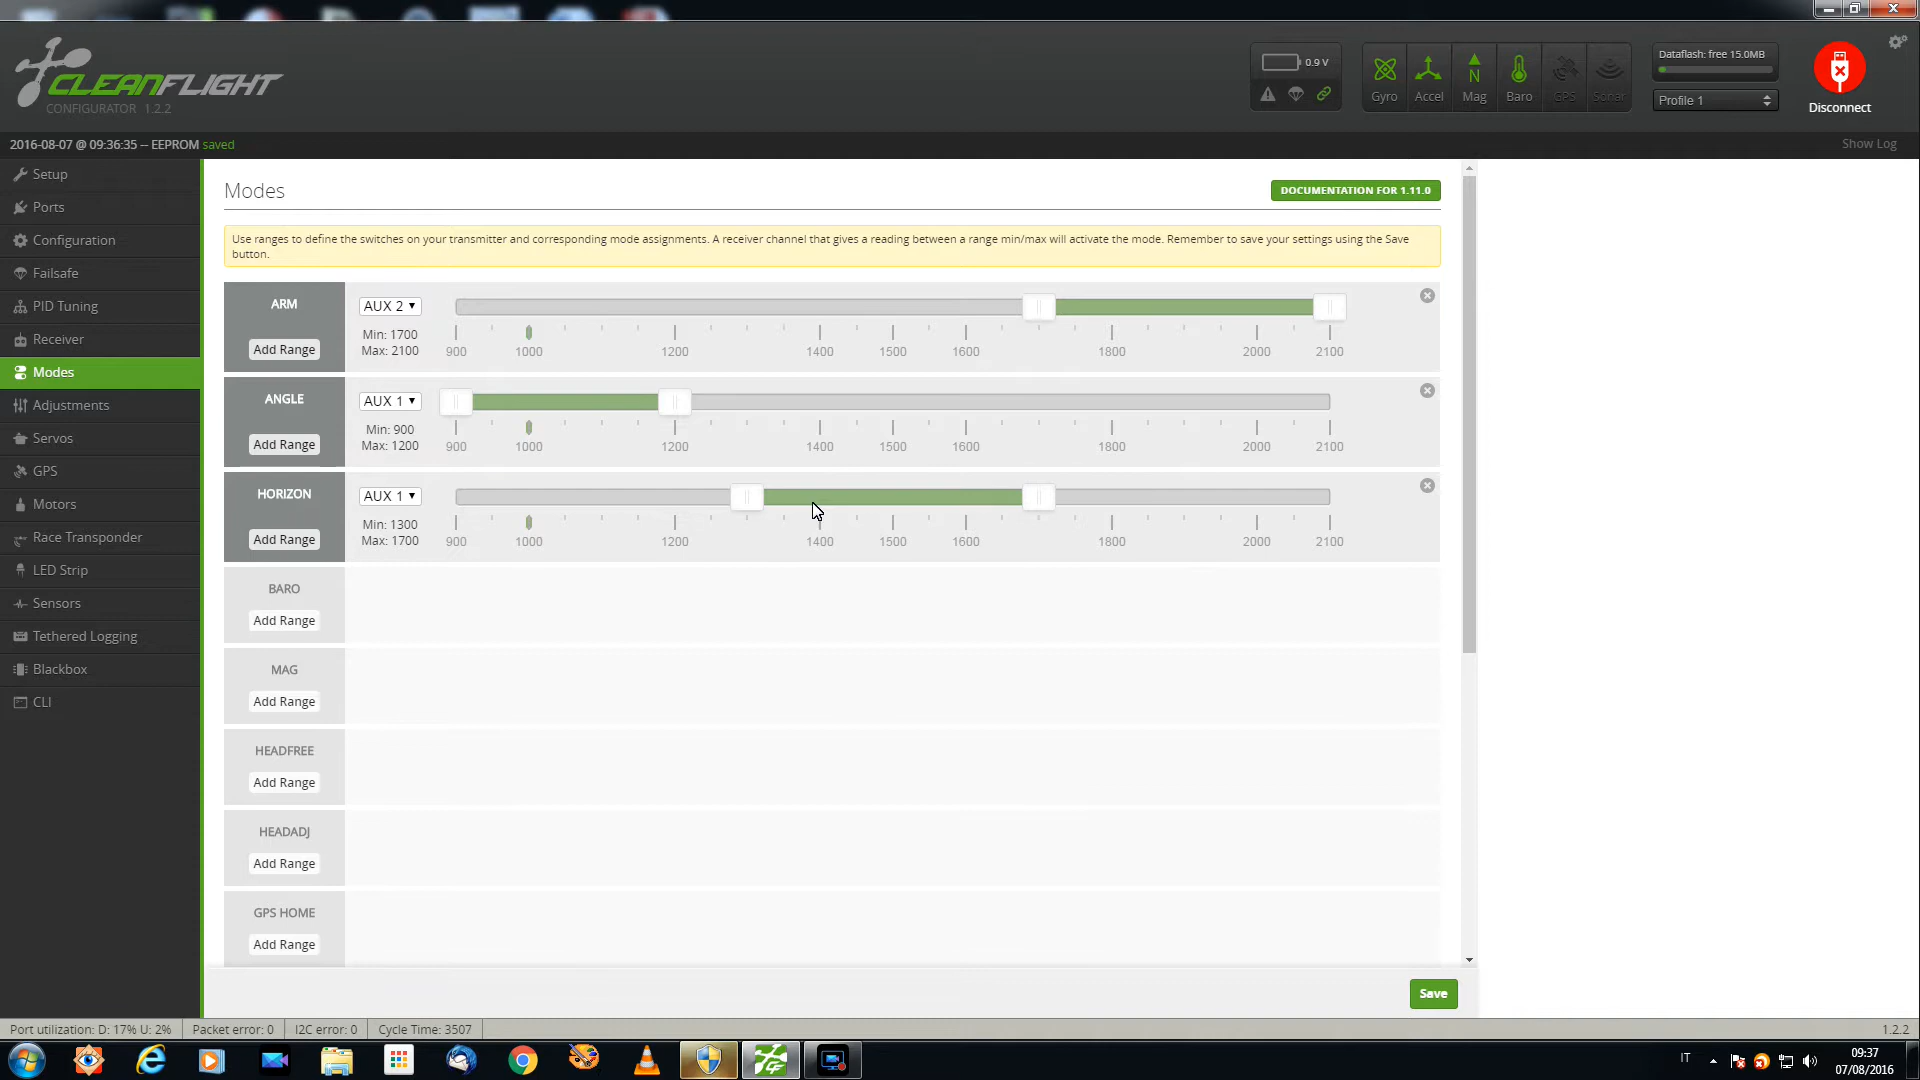 CLEANFLIGHT
CONFIGURATOR 1.2.2
0.9 V
Gyro
Accel
Mag
Baro
GPS
Sonar
Dataflash: free 15.0MB
Profile 1
Disconnect
2016-08-07 @ 09:36:35 -- EEPROM saved
Show Log
Setup
Ports
Configuration
Failsafe
PID Tuning
Receiver
Modes
Adjustments
Servos
GPS
Motors
Race Transponder
LED Strip
Sensors
Tethered Logging
Blackbox
CLI
Modes
DOCUMENTATION FOR 1.11.0
Use ranges to define the switches on your transmitter and corresponding mode assignments. A receiver channel that gives a reading between a range min/max will activate the mode. Remember to save your settings using the Save
button.
ARM
Add Range
AUX 2
Min: 1700
Max: 2100
900 1000 1200 1400 1500 1600 1800 2000 2100
ANGLE
Add Range
AUX 1
Min: 900
Max: 1200
900 1000 1200 1400 1500 1600 1800 2000 2100
HORIZON
Add Range
AUX 1
Min: 1300
Max: 1700
900 1000 1200 1400 1500 1600 1800 2000 2100
BARO
Add Range
MAG
Add Range
HEADFREE
Add Range
HEADADJ
Add Range
GPS HOME
Add Range
Save
Port utilization: D: 17% U: 2% Packet error: 0 I2C error: 0 Cycle Time: 3507 1.2.2
IT
09:37
07/08/2016